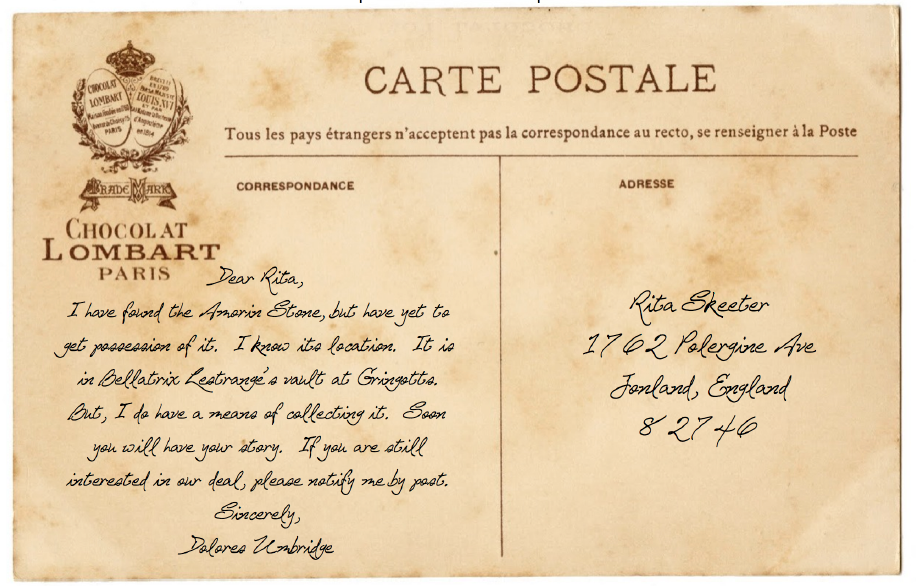 CARTE POSTALE
Tous les pays étrangers n'acceptent pas la correspondance au recto, se renseigner à la Poste
CHOCOLAT
LOMBART
PARIS
LOUIS XVI
TRADE MARK
CHOCOLAT
LOMBART
PARIS
CORRESPONDANCE
Dear Rita,
I have found the Amorin Stone, but have yet to
get possession of it. I know its location. It is
in Bellatrix Lestrange's vault at Gringotts.
But, I do have a means of collecting it. Soon
you will have your story. If you are still
interested in our deal, please notify me by post.
Sincerely,
Dolores Umbridge
ADRESSE
Rita Skeeter
1762 Polergine Ave
Jonland, England
82746